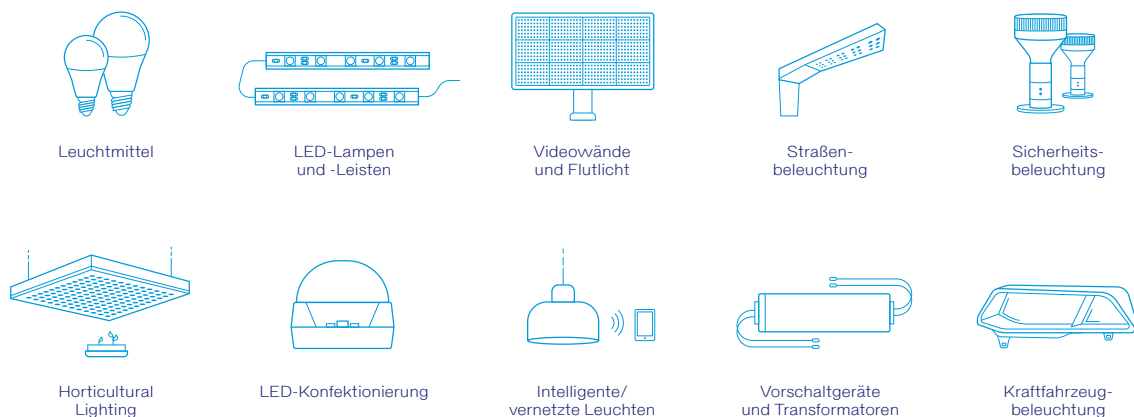 Leuchtmittel
LED-Lampen
und -Leisten
Videowände
und Flutlicht
Straßen-
beleuchtung
Sicherheits-
beleuchtung
Horticultural
Lighting
LED-Konfektionierung
Intelligente/
vernetzte Leuchten
Vorschaltgeräte
und Transformatoren
Kraftfahrzeug-
beleuchtung